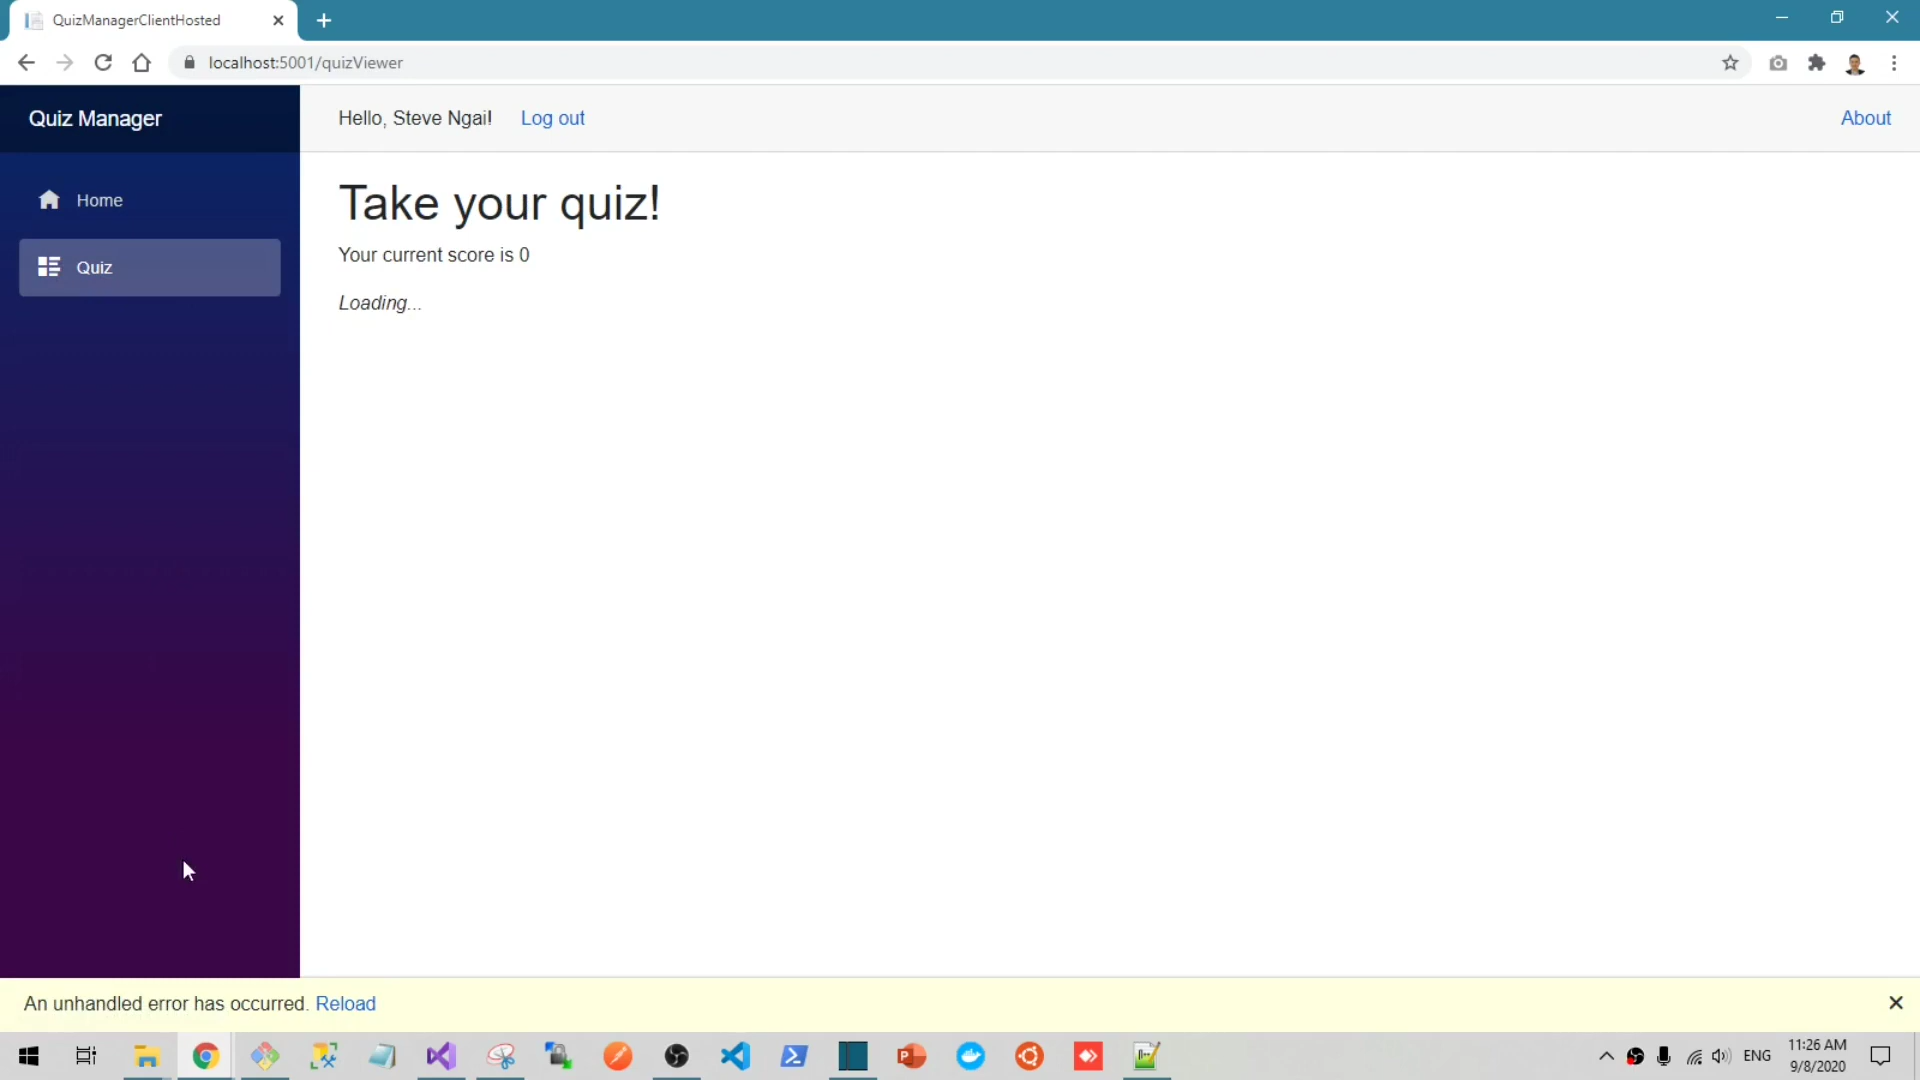 QuizManagerClientHosted
localhost:5001/quizViewer
Quiz Manager
Hello, Steve Ngai!
Log out
About
Home
Quiz
Take your quiz!
Your current score is 0
Loading...
An unhandled error has occurred. Reload
ENG
11:26 AM
9/8/2020